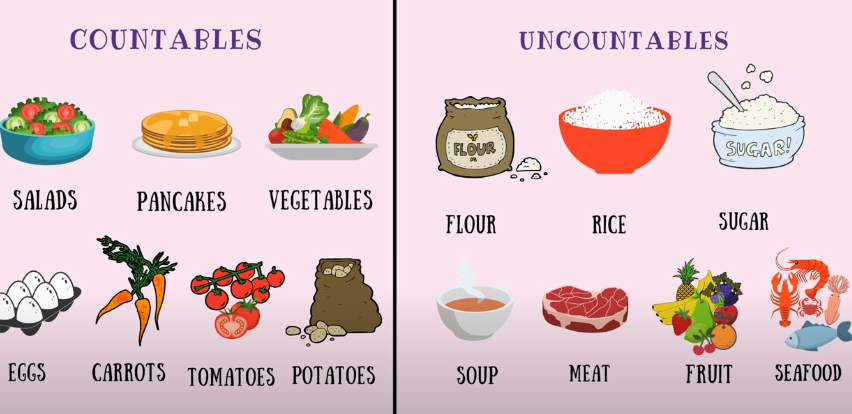 COUNTABLES
SALADS
PANCAKES
VEGETABLES
EGGS
CARROTS
TOMATOES
POTATOES
UNCOUNTABLES
FLOUR
SUGAR!
FLOUR
RICE
SUGAR
SOUP
MEAT
FRUIT
SEAFOOD